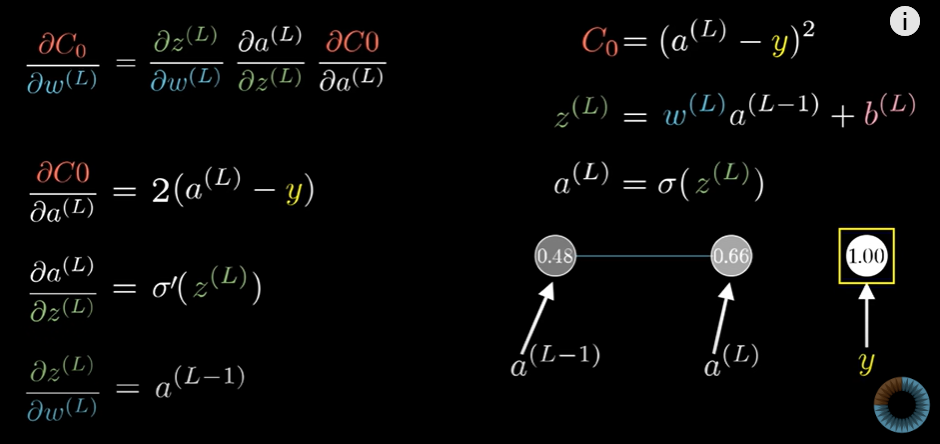 ∂C₀/∂w⁽ᴸ⁾ = ∂z⁽ᴸ⁾/∂w⁽ᴸ⁾ ∂a⁽ᴸ⁾/∂z⁽ᴸ⁾ ∂C0/∂a⁽ᴸ⁾
∂C0/∂a⁽ᴸ⁾ = 2(a⁽ᴸ⁾ − y)
∂a⁽ᴸ⁾/∂z⁽ᴸ⁾ = σ′(z⁽ᴸ⁾)
∂z⁽ᴸ⁾/∂w⁽ᴸ⁾ = a⁽ᴸ⁻¹⁾
i
C₀ = (a⁽ᴸ⁾ − y)²
z⁽ᴸ⁾ = w⁽ᴸ⁾a⁽ᴸ⁻¹⁾ + b⁽ᴸ⁾
a⁽ᴸ⁾ = σ(z⁽ᴸ⁾)
0.48 0.66 1.00
a⁽ᴸ⁻¹⁾ a⁽ᴸ⁾ y